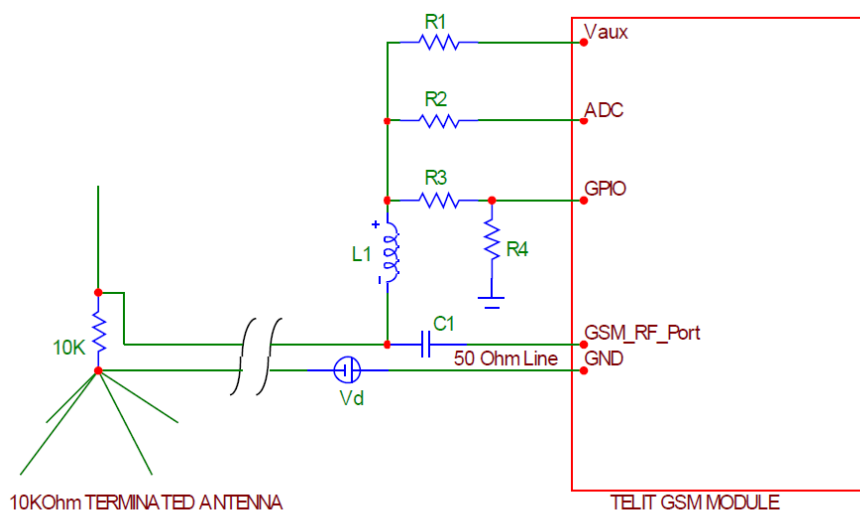 R1
Vaux
R2
ADC
R3
GPIO
+
L1
-
R4
C1
GSM_RF_Port
10K
50 Ohm Line
GND
Vd
10KOhm TERMINATED ANTENNA
TELIT GSM MODULE